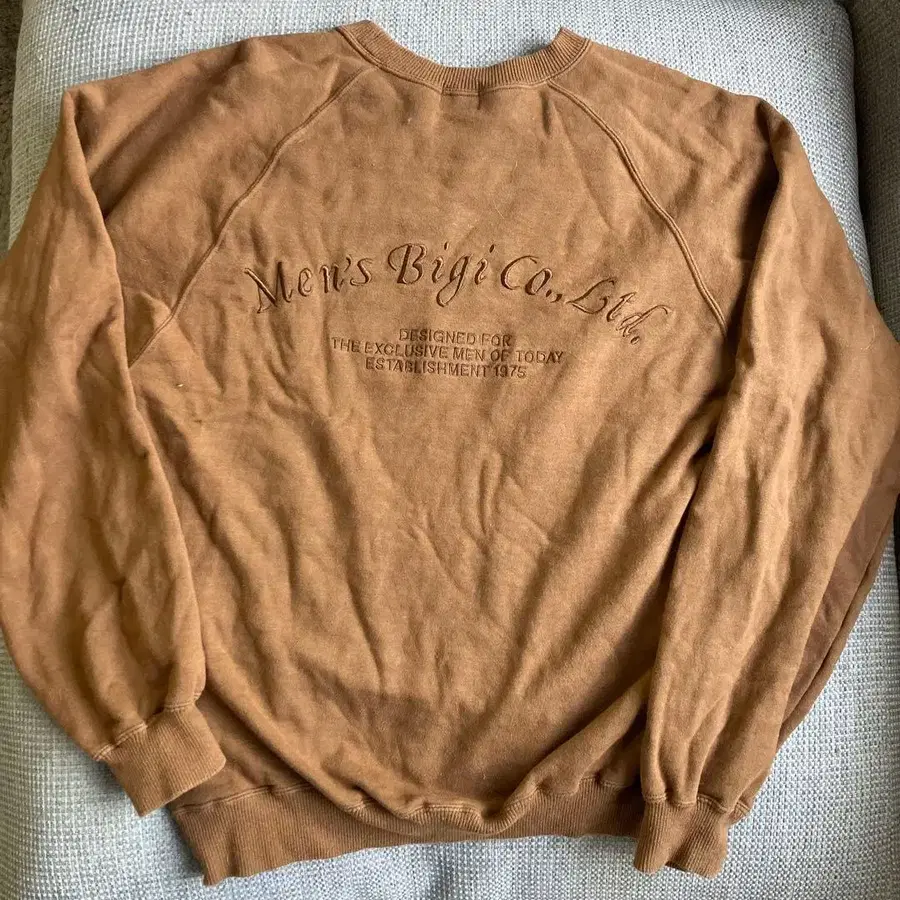 Men's Bigi Co., Ltd.
DESIGNED FOR
THE EXCLUSIVE MEN OF TODAY
ESTABLISHMENT 1975